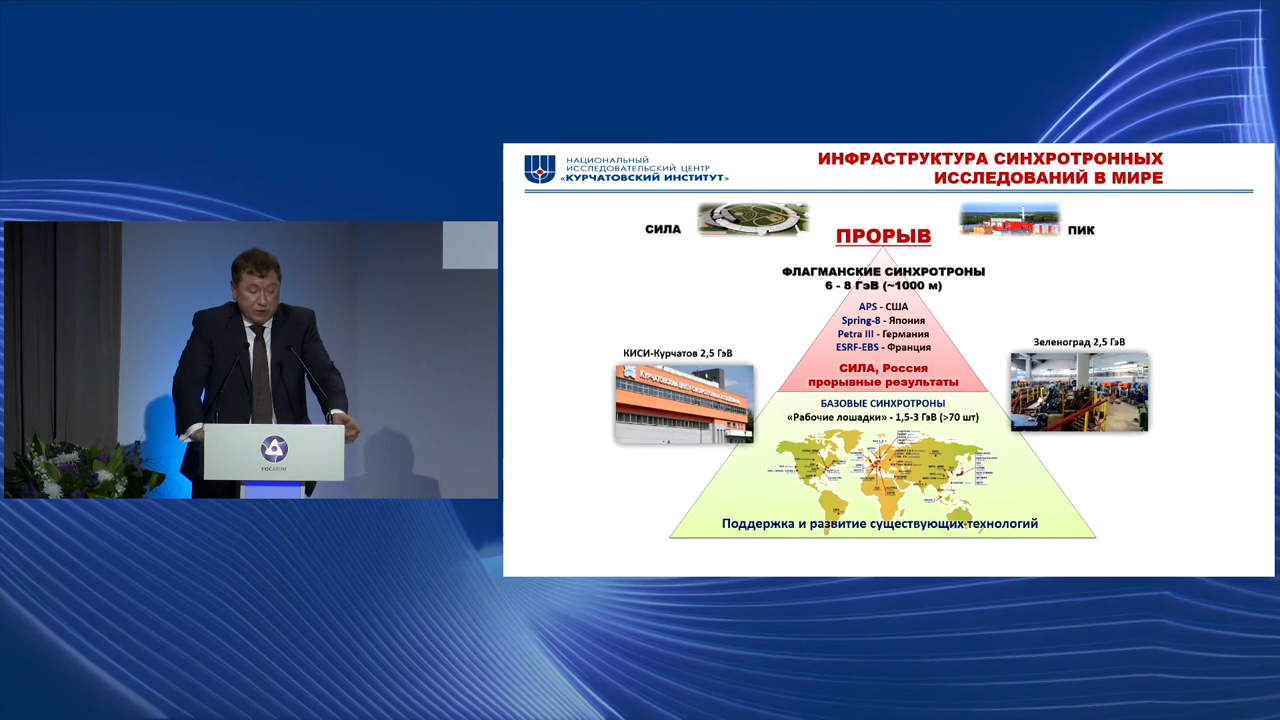 РОСАТОМ
НАЦИОНАЛЬНЫЙ
ИССЛЕДОВАТЕЛЬСКИЙ ЦЕНТР
«КУРЧАТОВСКИЙ ИНСТИТУТ»
ИНФРАСТРУКТУРА СИНХРОТРОННЫХ
ИССЛЕДОВАНИЙ В МИРЕ
СИЛА
ПИК
ПРОРЫВ
ФЛАГМАНСКИЕ СИНХРОТРОНЫ
6 - 8 ГэВ (~1000 м)
APS - США
Spring-8 - Япония
Petra III - Германия
ESRF-EBS - Франция
СИЛА, Россия
прорывные результаты
КИСИ-Курчатов 2,5 ГэВ
Зеленоград 2,5 ГэВ
БАЗОВЫЕ СИНХРОТРОНЫ
«Рабочие лошадки» - 1,5-3 ГэВ (>70 шт)
Поддержка и развитие существующих технологий